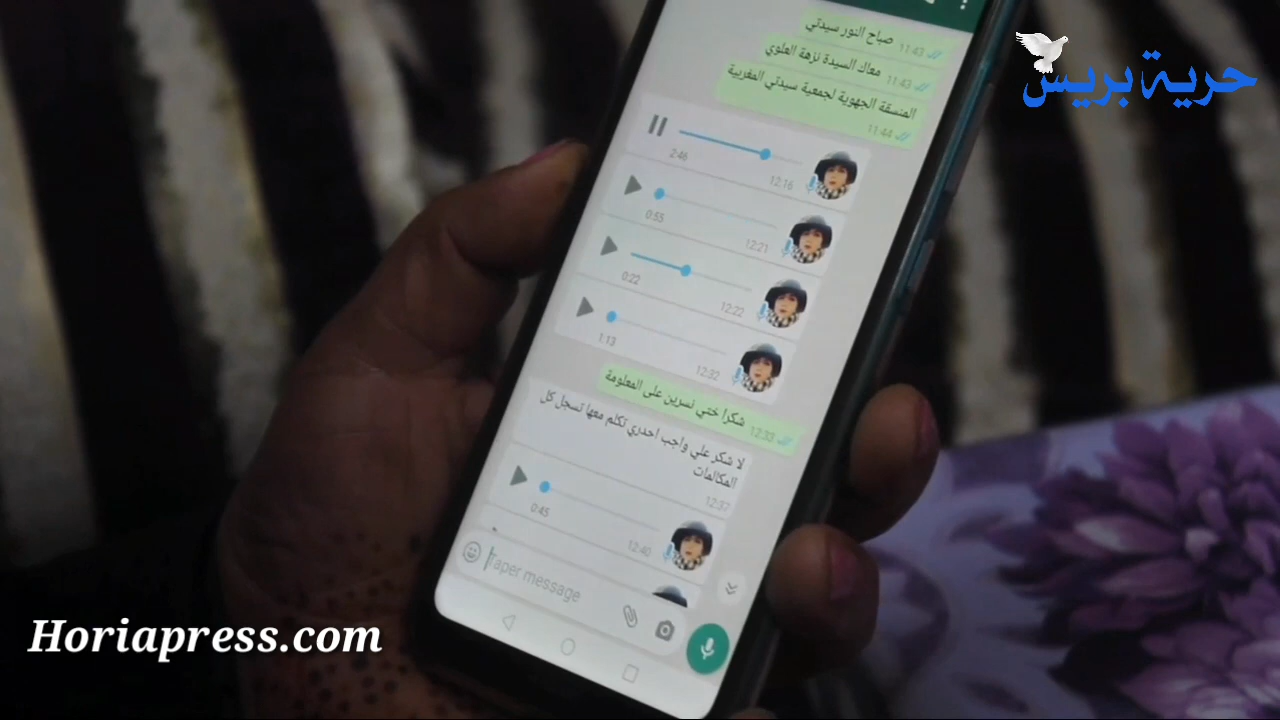 حرية بريس
صباح النور سيدتي 11:43
معاك السيدة نزهة العلوي 11:43
المنسقة الجهوية لجمعية سيدتي المغربية
11:44
2:46 12:16
0:55 12:21
0:22 12:22
1:13 12:32
شكرا ختي نسرين على المعلومة 12:33
لا شكر علي واجب احدري تكلم معها تسجل كل
المكالمات
12:37
0:45 12:40
Taper message
Horiapress.com